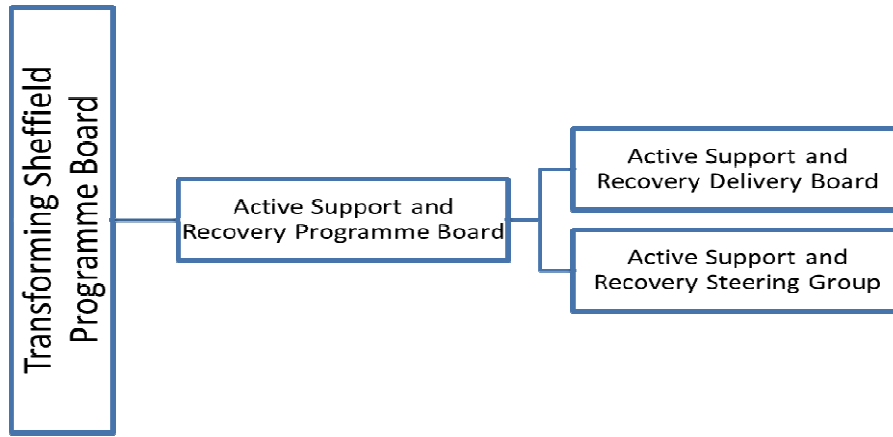 Transforming Sheffield
Programme Board
Active Support and
Recovery Programme Board
Active Support and
Recovery Delivery Board
Active Support and
Recovery Steering Group